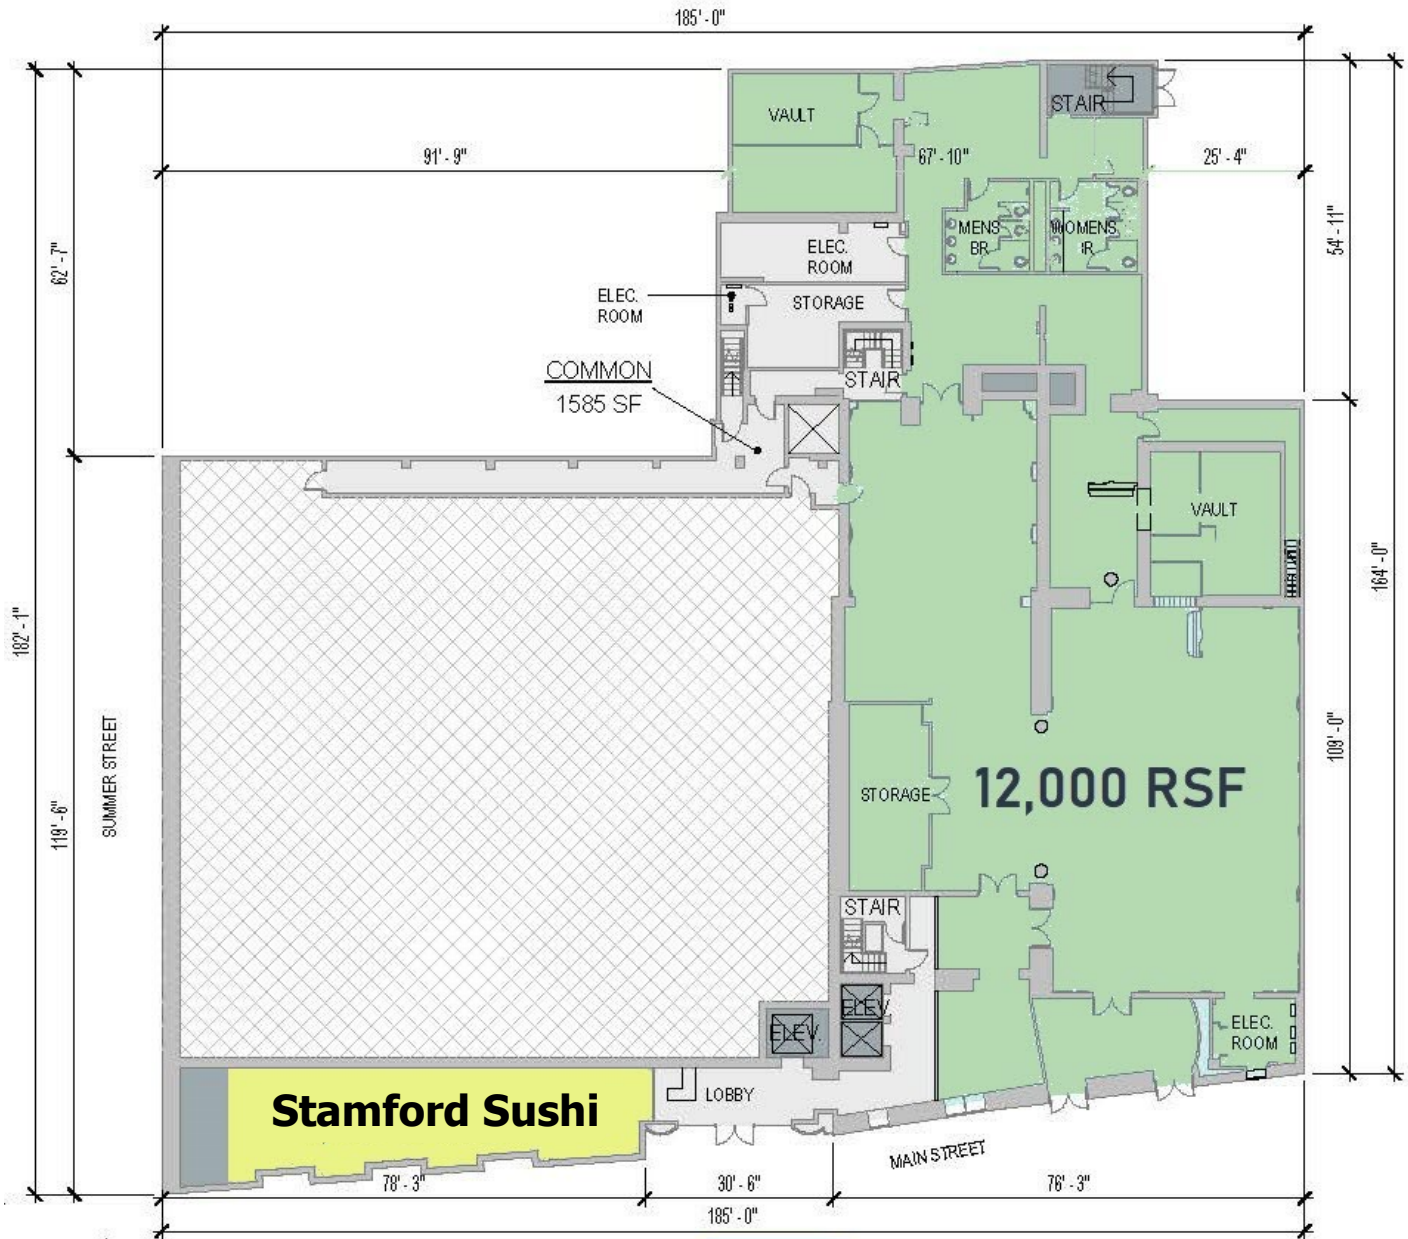 185'-0"
VAULT
STAIR
91'-9"
67'-10"
25'-4"
MENS
BR
WOMENS
54'-11"
62'-7"
ELEC.
ROOM
ELEC.
ROOM
STORAGE
COMMON
1585 SF
STAIR
VAULT
164'-0"
182'-1"
SUMMER STREET
109'-0"
119'-6"
STORAGE
12,000 RSF
STAIR
ELEV.
ELEV.
ELEC.
ROOM
Stamford Sushi
LOBBY
MAIN STREET
78'-3"
30'-6"
76'-3"
185'-0"